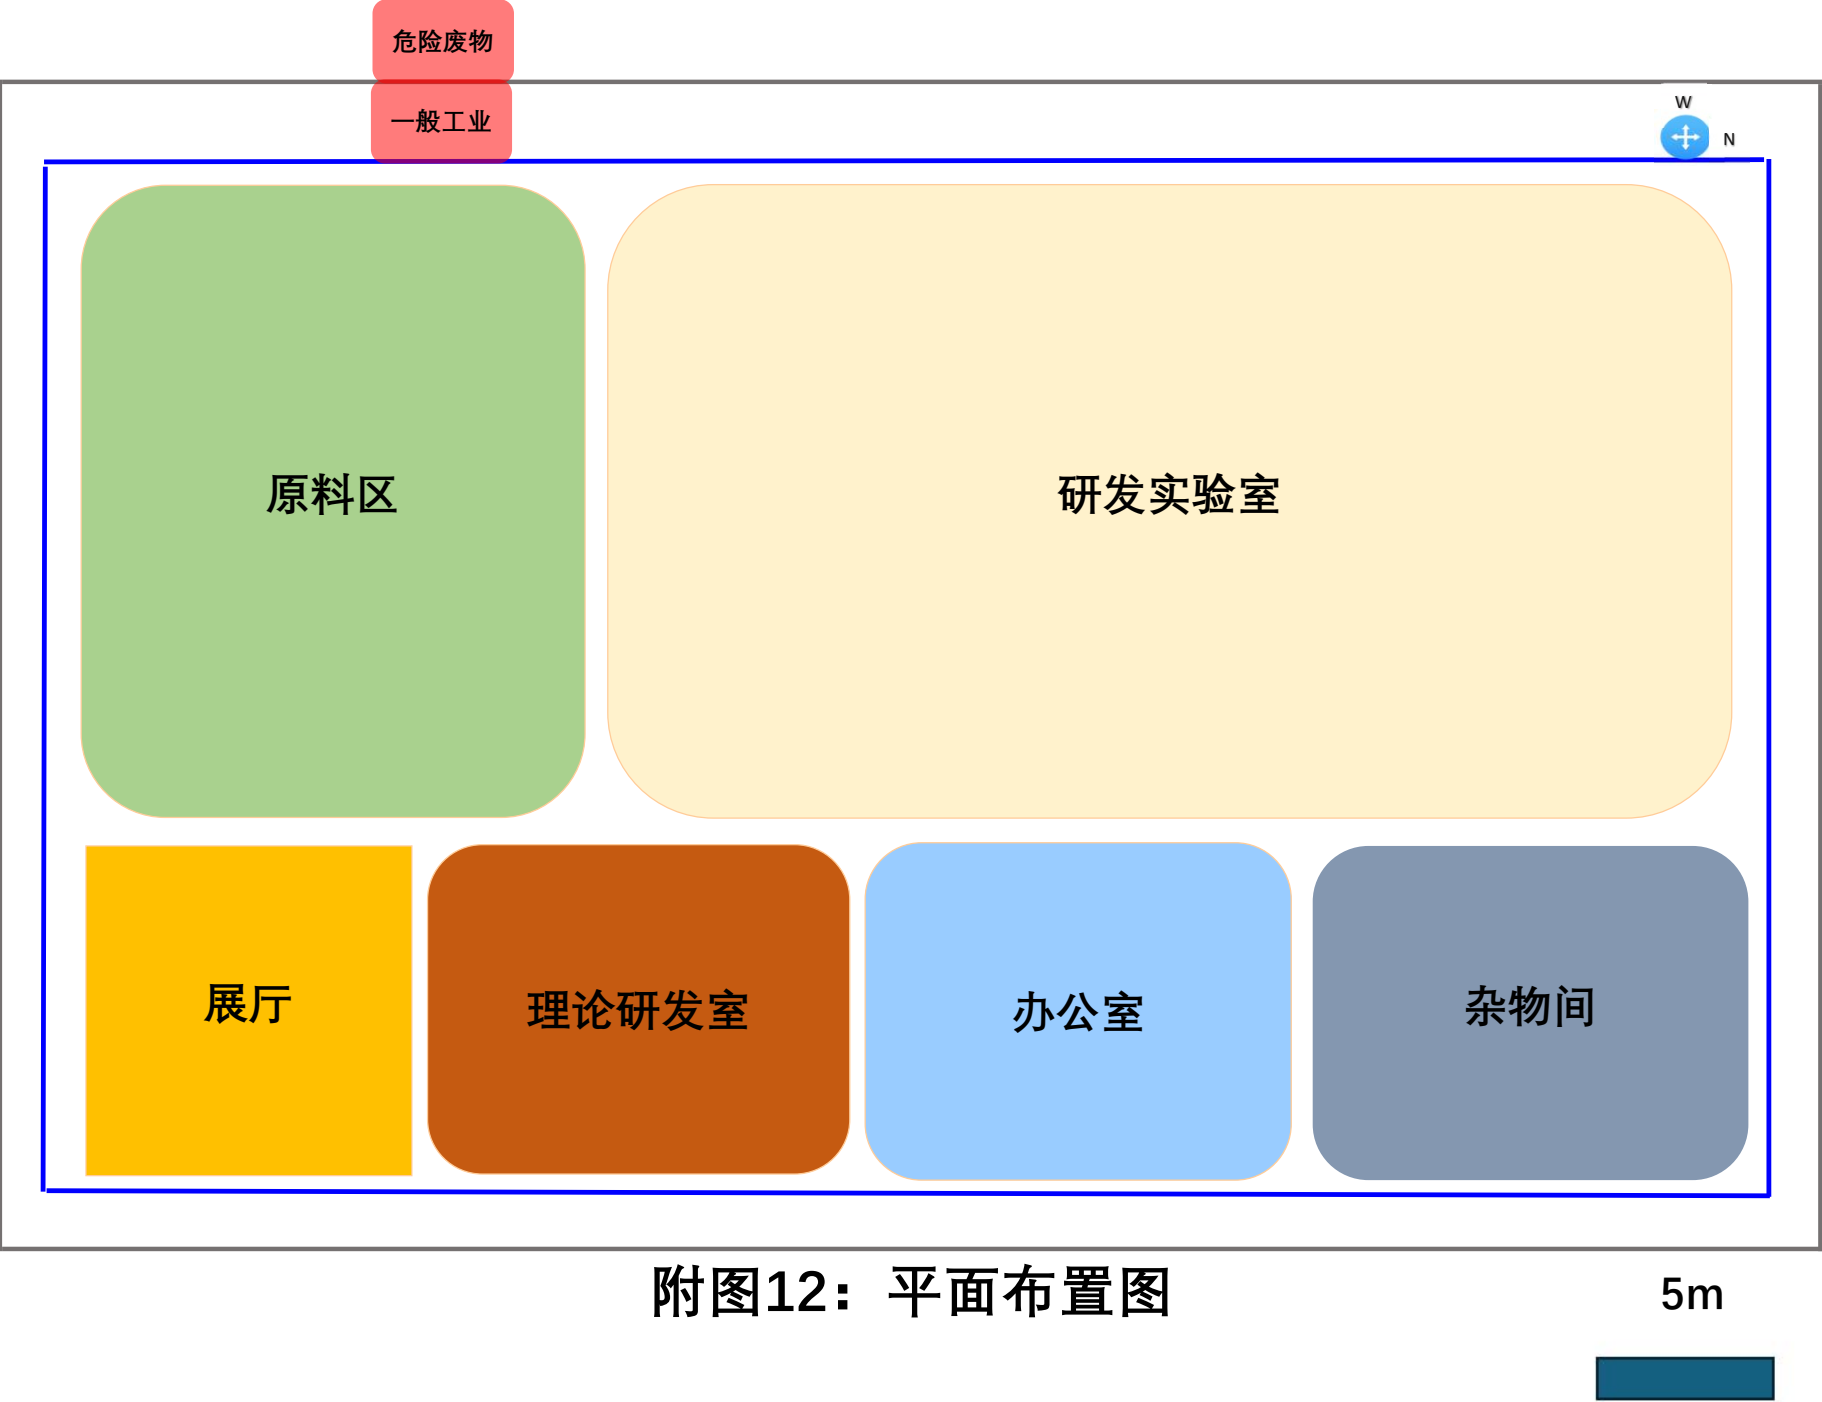 危险废物
一般工业
W
N
原料区
研发实验室
展厅
理论研发室
办公室
杂物间
附图12：平面布置图
5m